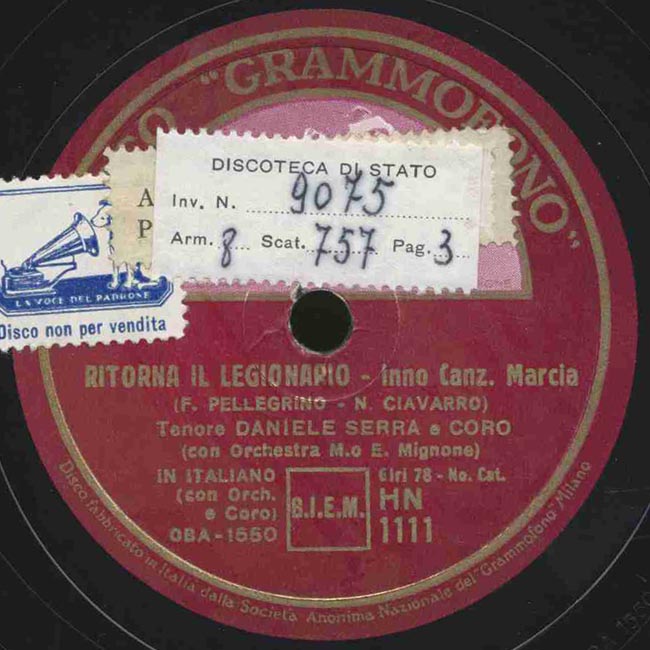 "GRAMMOFONO"
DISCOTECA DI STATO
Inv. N. 9075
Arm. 8 Scat. 757 Pag. 3
A
P
LA VOCE DEL PADRONE
Disco non per vendita
RITORNA IL LEGIONARIO - Inno Canz. Marcia
(F. PELLEGRINO - N. CIAVARRO)
Tenore DANIELE SERRA e CORO
(con Orchestra M.o E. Mignone)
IN ITALIANO
(con Orch.
e Coro)
OBA-1550
B.I.E.M.
Giri 78 - No. Cat.
HN
1111
Disco fabbricato in Italia dalla Società Anonima Nazionale del "Grammofono" Milano